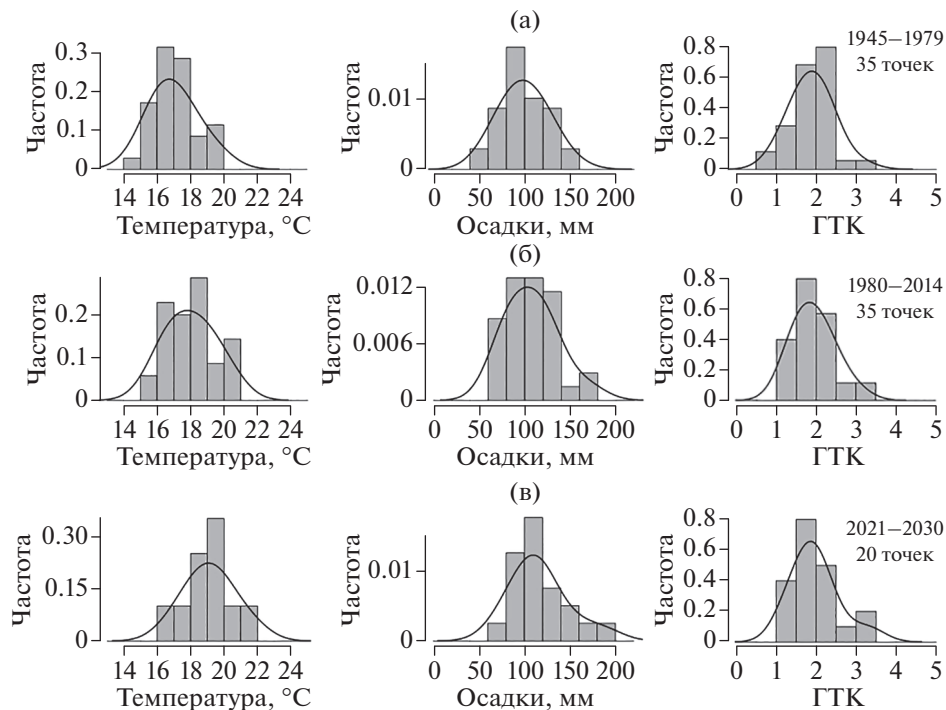 (а)
Частота
0.3
0.2
0.1
0
14 16 18 20 22 24
Температура, °C
Частота
0.01
0
0 50 100 150 200
Осадки, мм
Частота
0.8
0.6
0.4
0.2
0
0 1 2 3 4 5
ГТК
1945–1979
35 точек
(б)
Частота
0.2
0.1
0
14 16 18 20 22 24
Температура, °C
Частота
0.012
0.006
0
0 50 100 150 200
Осадки, мм
Частота
0.8
0.6
0.4
0.2
0
0 1 2 3 4 5
ГТК
1980–2014
35 точек
(в)
Частота
0.30
0.15
0
14 16 18 20 22 24
Температура, °C
Частота
0.01
0
0 50 100 150 200
Осадки, мм
Частота
0.8
0.6
0.4
0.2
0
0 1 2 3 4 5
ГТК
2021–2030
20 точек